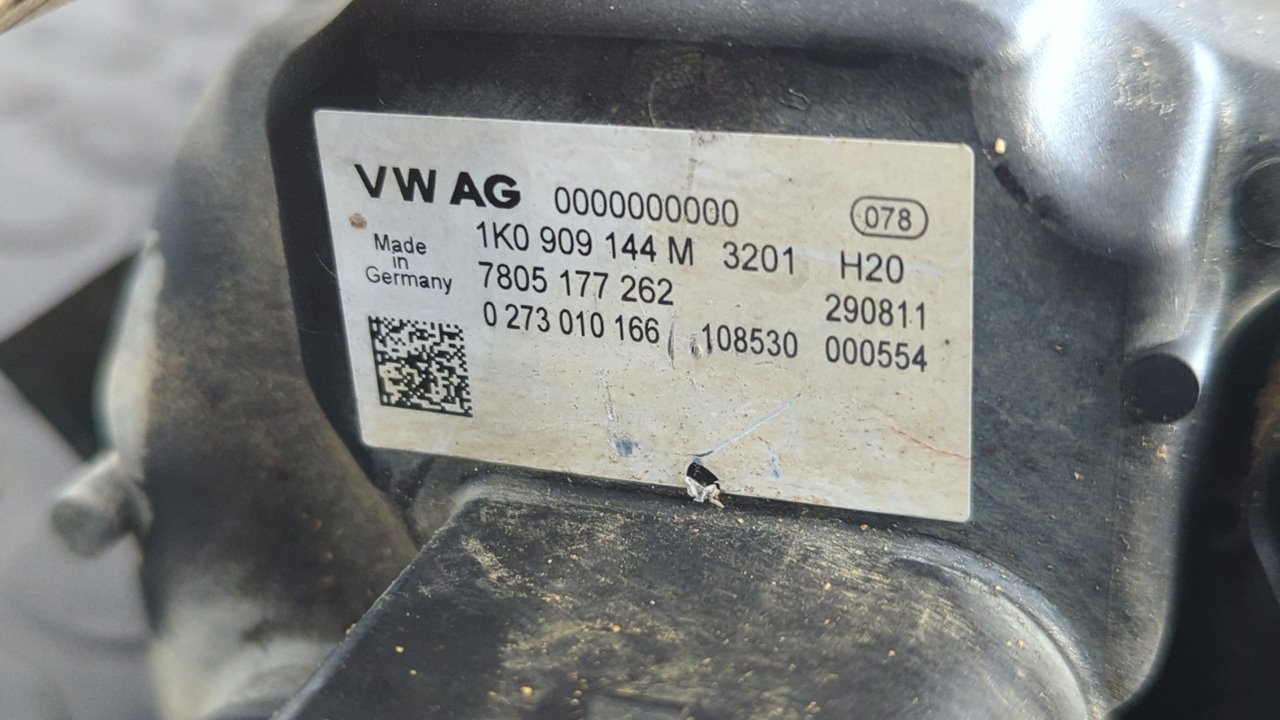 VW AG 0000000000 078
1K0 909 144 M 3201 H20
Made in Germany
7805 177 262 290811
0 273 010 166 108530 000554